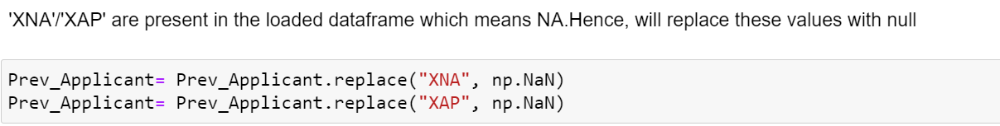 'XNA'/'XAP' are present in the loaded dataframe which means NA.Hence, will replace these values with null
Prev_Applicant= Prev_Applicant.replace("XNA", np.NaN)
Prev_Applicant= Prev_Applicant.replace("XAP", np.NaN)